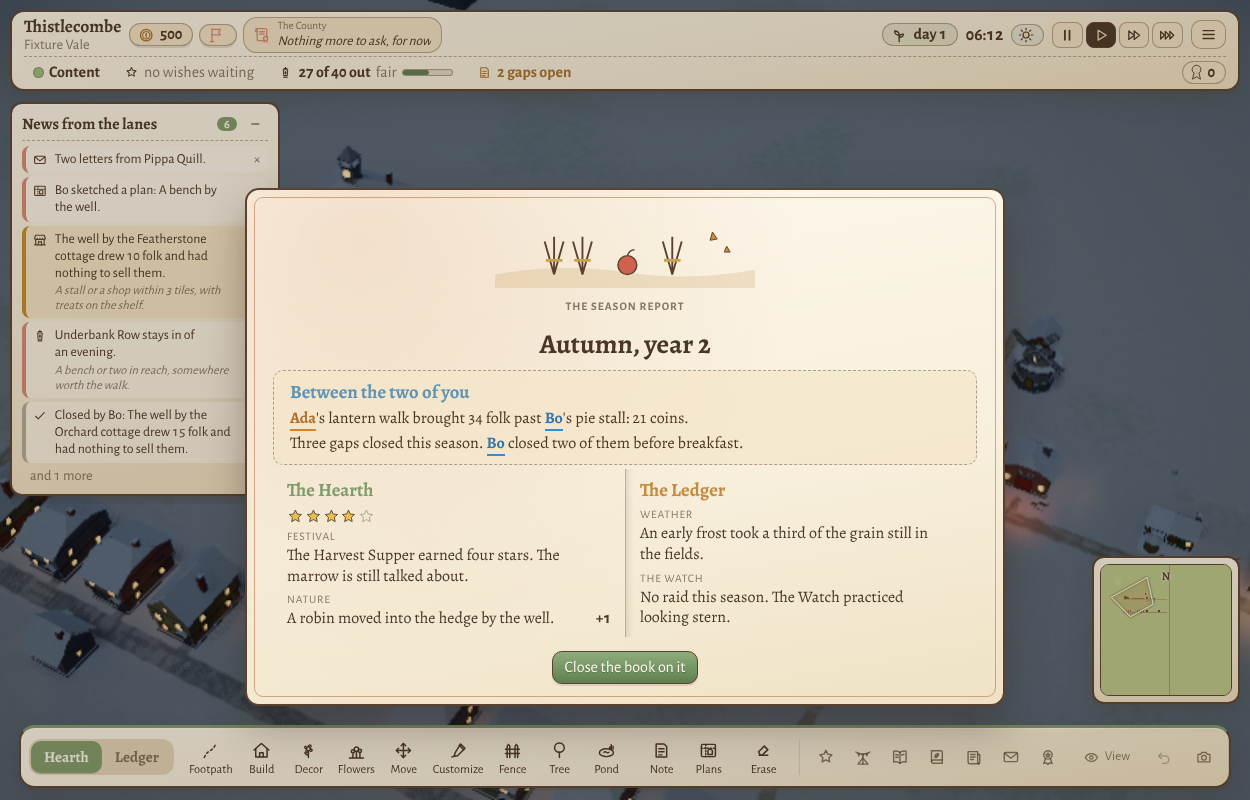 Thistlecombe
Fixture Vale
500
The County
Nothing more to ask, for now
day 1
06:12
Content
no wishes waiting
27 of 40 out fair
2 gaps open
0
News from the lanes
6
Two letters from Pippa Quill.
Bo sketched a plan: A bench by
the well.
The well by the Featherstone
cottage drew 10 folk and had
nothing to sell them.
A stall or a shop within 3 tiles, with
treats on the shelf.
Underbank Row stays in of
an evening.
A bench or two in reach, somewhere
worth the walk.
Closed by Bo: The well by the
Orchard cottage drew 15 folk and
had nothing to sell them.
and 1 more
THE SEASON REPORT
Autumn, year 2
Between the two of you
Ada's lantern walk brought 34 folk past Bo's pie stall: 21 coins.
Three gaps closed this season. Bo closed two of them before breakfast.
The Hearth
FESTIVAL
The Harvest Supper earned four stars. The
marrow is still talked about.
NATURE
A robin moved into the hedge by the well. +1
The Ledger
WEATHER
An early frost took a third of the grain still in
the fields.
THE WATCH
No raid this season. The Watch practiced
looking stern.
Close the book on it
N
Hearth
Ledger
Footpath
Build
Decor
Flowers
Move
Customize
Fence
Tree
Pond
Note
Plans
Erase
View